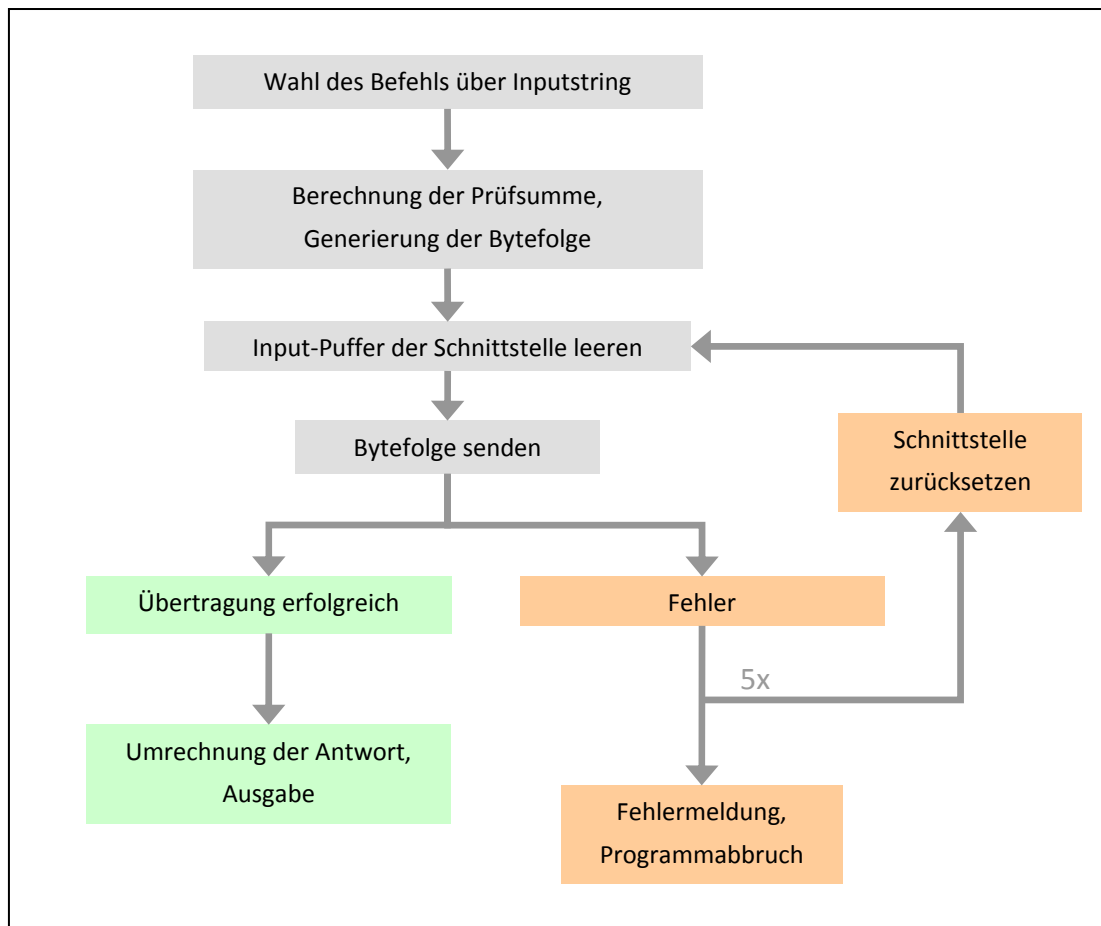 Wahl des Befehls über Inputstring
Berechnung der Prüfsumme,
Generierung der Bytefolge
Input-Puffer der Schnittstelle leeren
Bytefolge senden
Schnittstelle
zurücksetzen
Übertragung erfolgreich
Fehler
5x
Umrechnung der Antwort,
Ausgabe
Fehlermeldung,
Programmabbruch